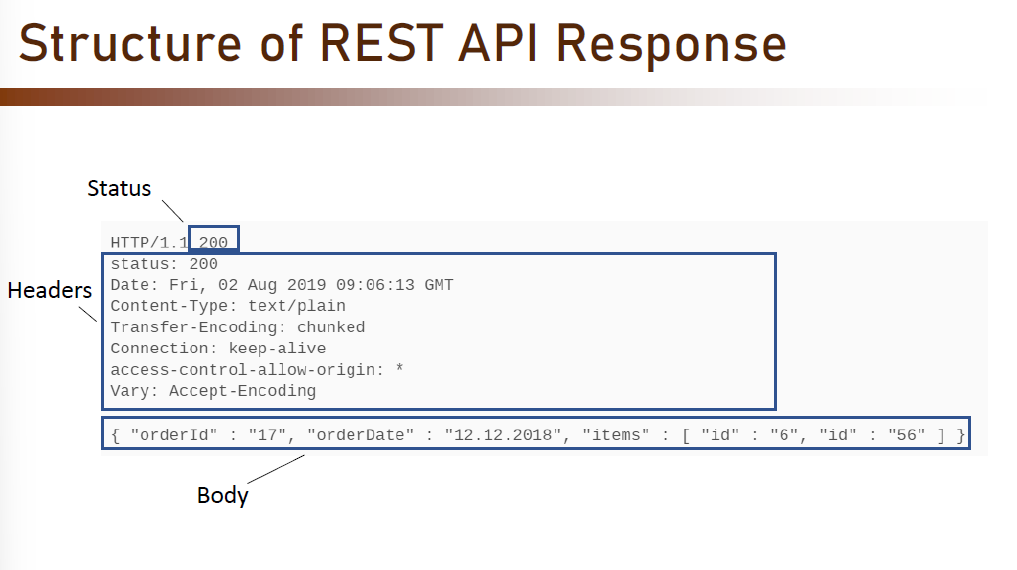 Structure of REST API Response
Status
HTTP/1.1 200
Headers
status: 200
Date: Fri, 02 Aug 2019 09:06:13 GMT
Content-Type: text/plain
Transfer-Encoding: chunked
Connection: keep-alive
access-control-allow-origin: *
Vary: Accept-Encoding
{ "orderId" : "17", "orderDate" : "12.12.2018", "items" : [ "id" : "6", "id" : "56" ] }
Body